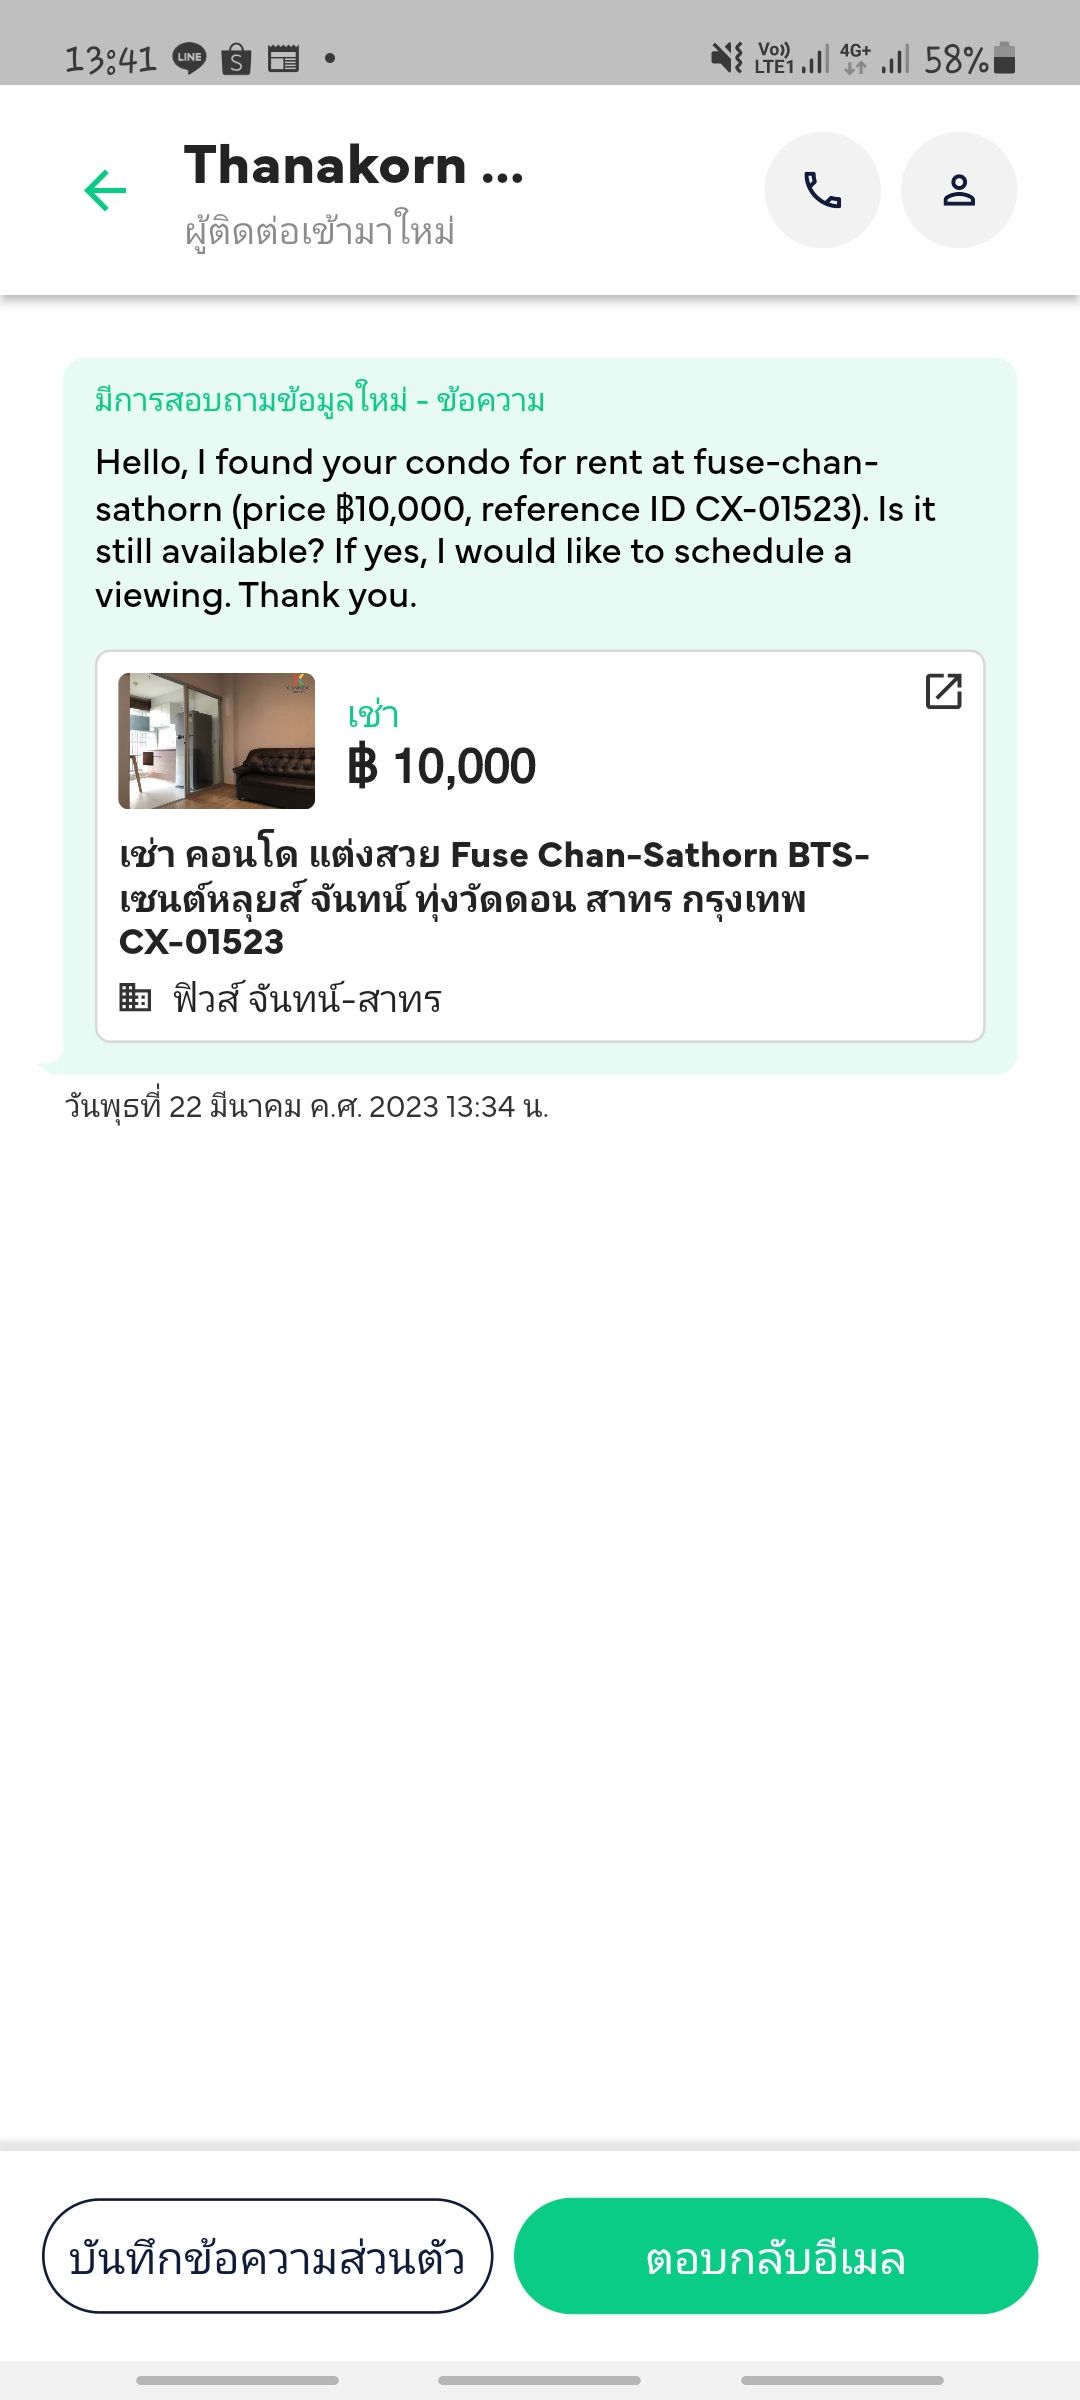 13:41 LINE S Vo)) LTE1 4G+ 58%
Thanakorn ...
ผู้ติดต่อเข้ามาใหม่
มีการสอบถามข้อมูลใหม่ - ข้อความ
Hello, I found your condo for rent at fuse-chan-
sathorn (price ฿10,000, reference ID CX-01523). Is it
still available? If yes, I would like to schedule a
viewing. Thank you.
เช่า
฿ 10,000
เช่า คอนโด แต่งสวย Fuse Chan-Sathorn BTS-
เซนต์หลุยส์ จันทน์ ทุ่งวัดดอน สาทร กรุงเทพ
CX-01523
ฟิวส์ จันทน์-สาทร
วันพุธที่ 22 มีนาคม ค.ศ. 2023 13:34 น.
บันทึกข้อความส่วนตัว
ตอบกลับอีเมล